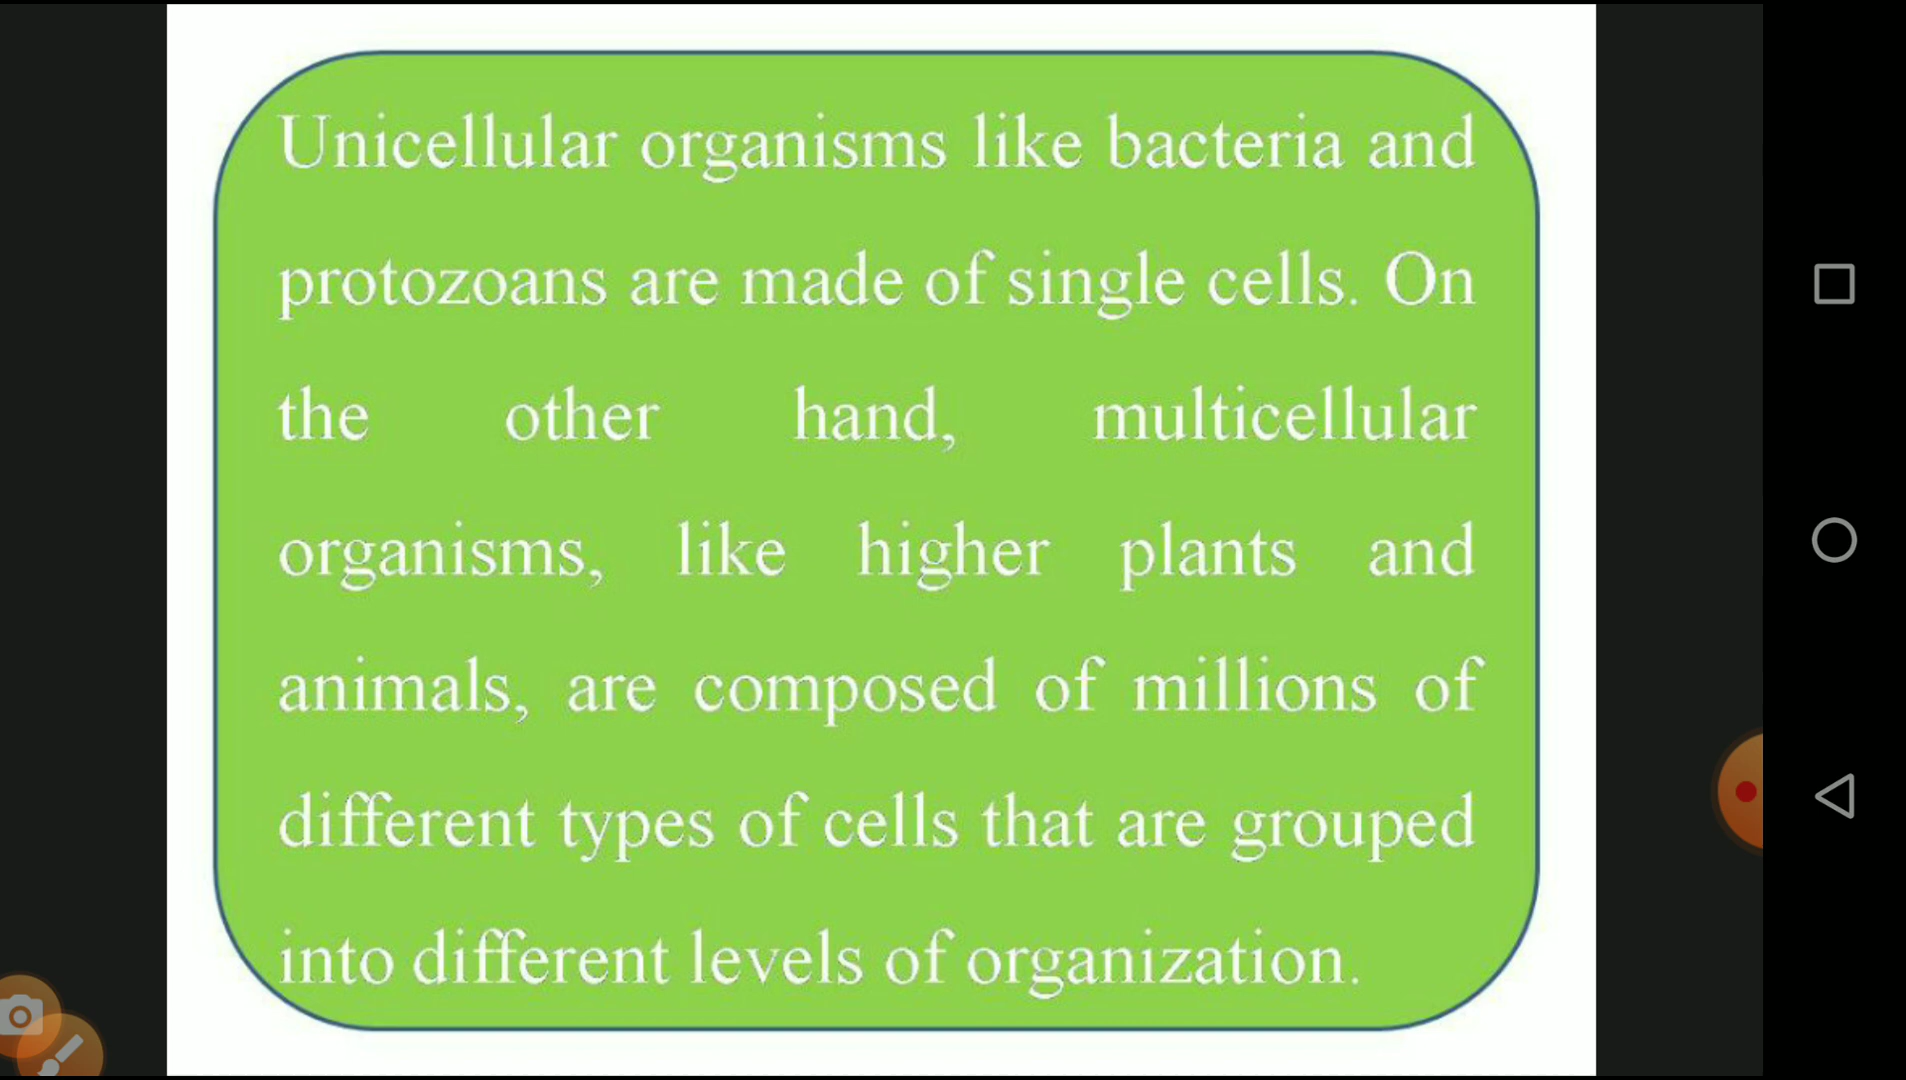 Unicellular organisms like bacteria and
protozoans are made of single cells. On
the other hand, multicellular
organisms, like higher plants and
animals, are composed of millions of
different types of cells that are grouped
into different levels of organization.